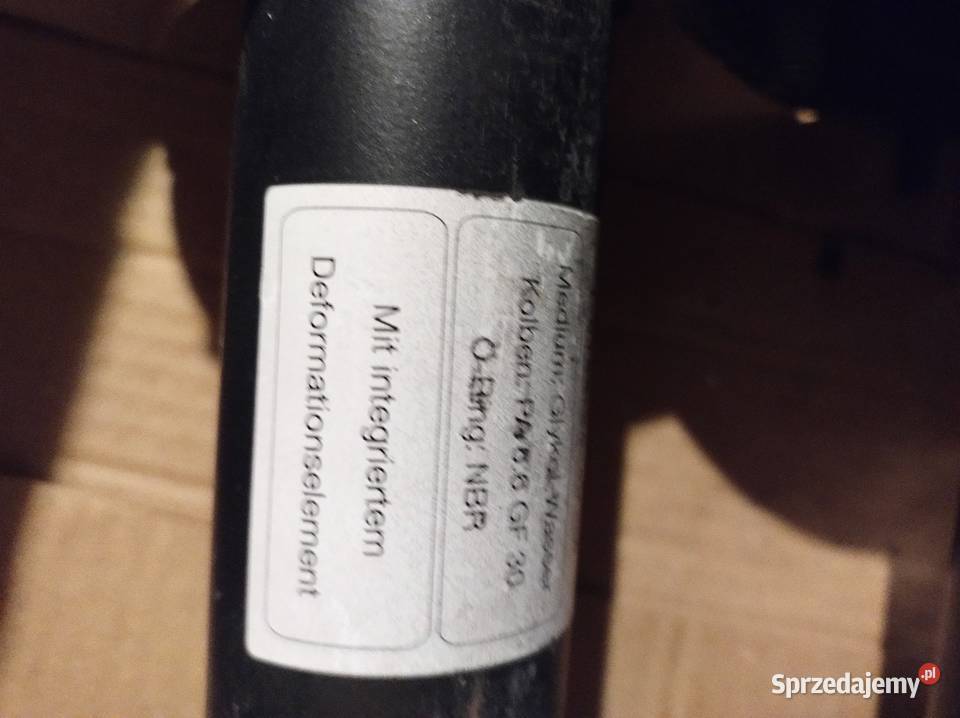 Medium: Glykol-Wasser
Kolben: PA 6.6 GF 30
O-Ring: NBR
Mit integriertem
Deformationselement
Sprzedajemy.pl